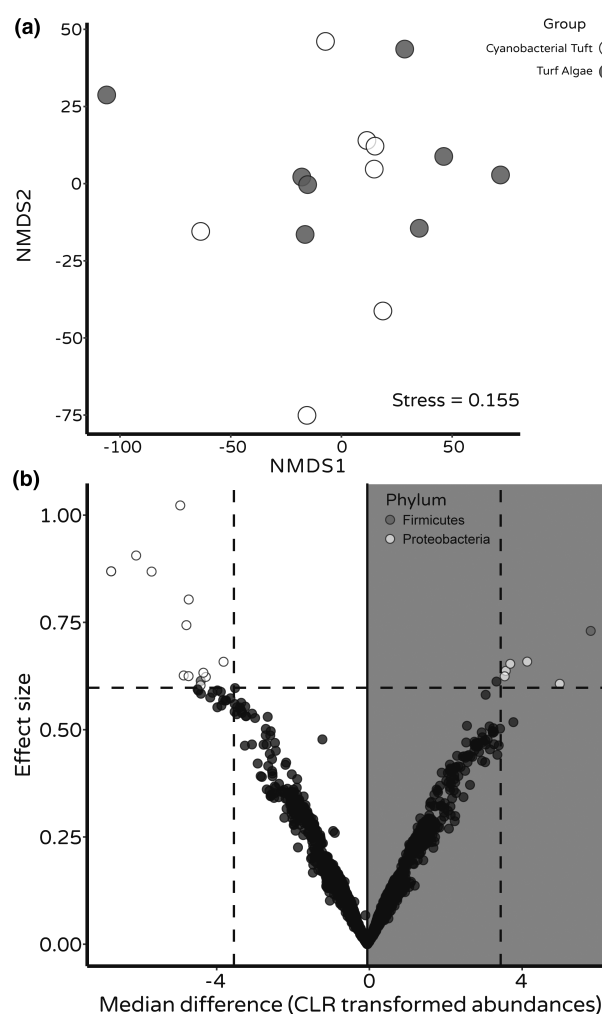 (a)
50
25
0
-25
-50
-75
NMDS2
Group
Cyanobacterial Tuft
Turf Algae
Stress = 0.155
-100
-50
0
50
NMDS1
(b)
1.00
0.75
0.50
0.25
0.00
Effect size
Phylum
Firmicutes
Proteobacteria
-4
0
4
Median difference (CLR transformed abundances)